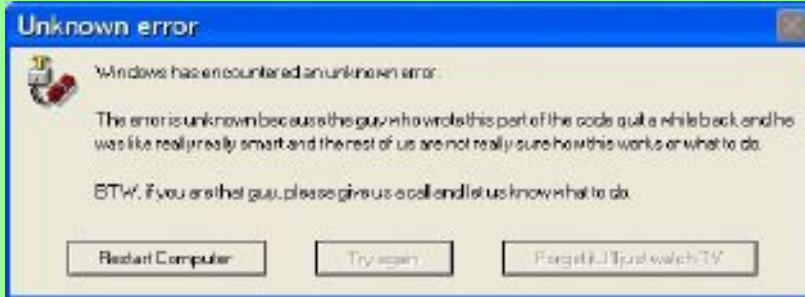 Unknown error
Windows has encountered an unknown error.
The error is unknown because the guy who wrote this part of the code quit a while back and he
was like really really smart and the rest of us are not really sure how this works or what to do.
BTW, if you are that guy, please give us a call and let us know what to do.
Restart Computer
Try again
Forget it, I'll just watch TV